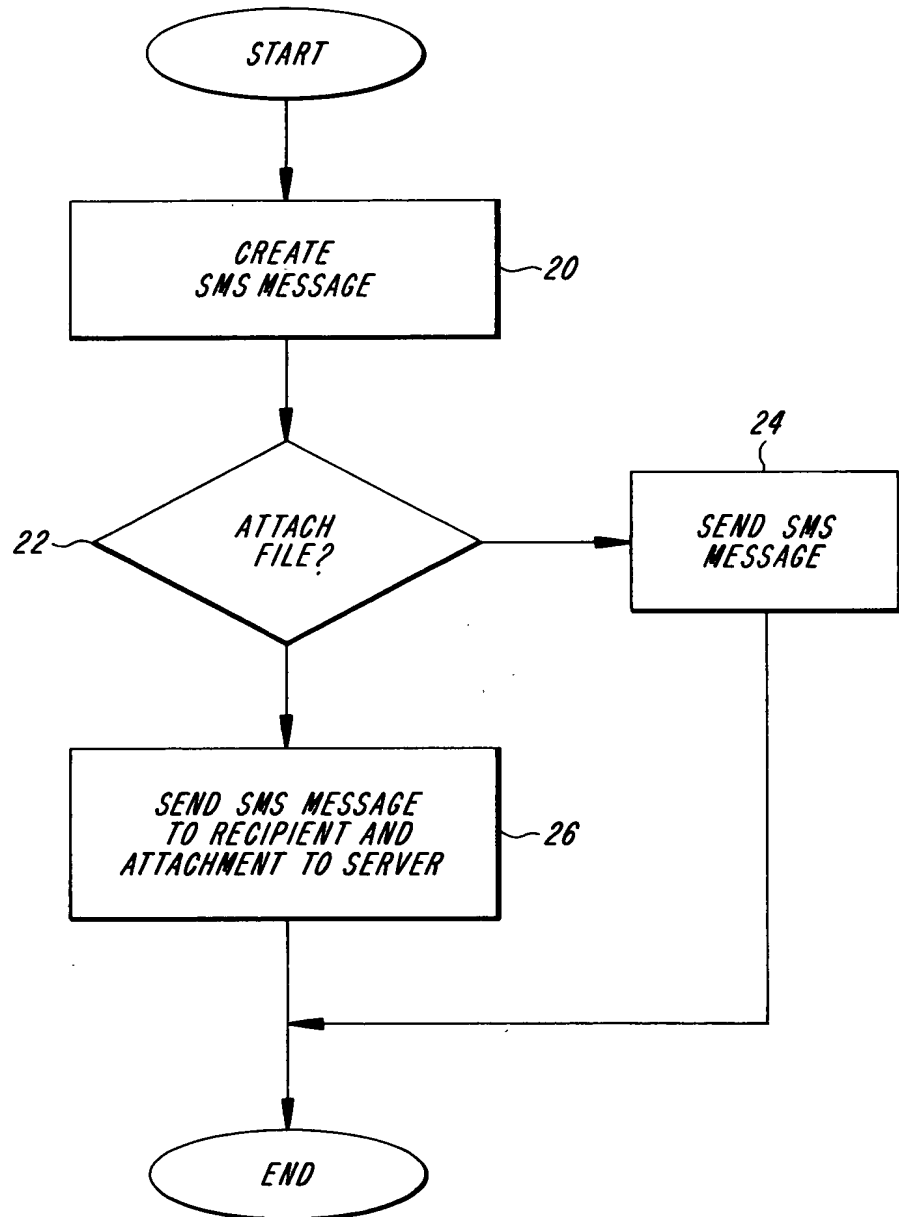 START
CREATE
SMS MESSAGE
20
ATTACH
FILE?
22
24
SEND SMS
MESSAGE
SEND SMS MESSAGE
TO RECIPIENT AND
ATTACHMENT TO SERVER
26
END